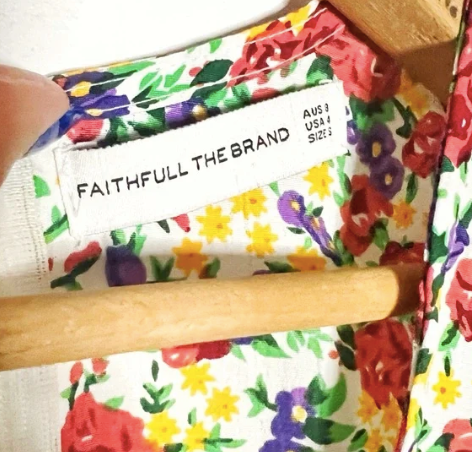 FAITHFULL THE BRAND
AUS 8
USA 4
SIZE S